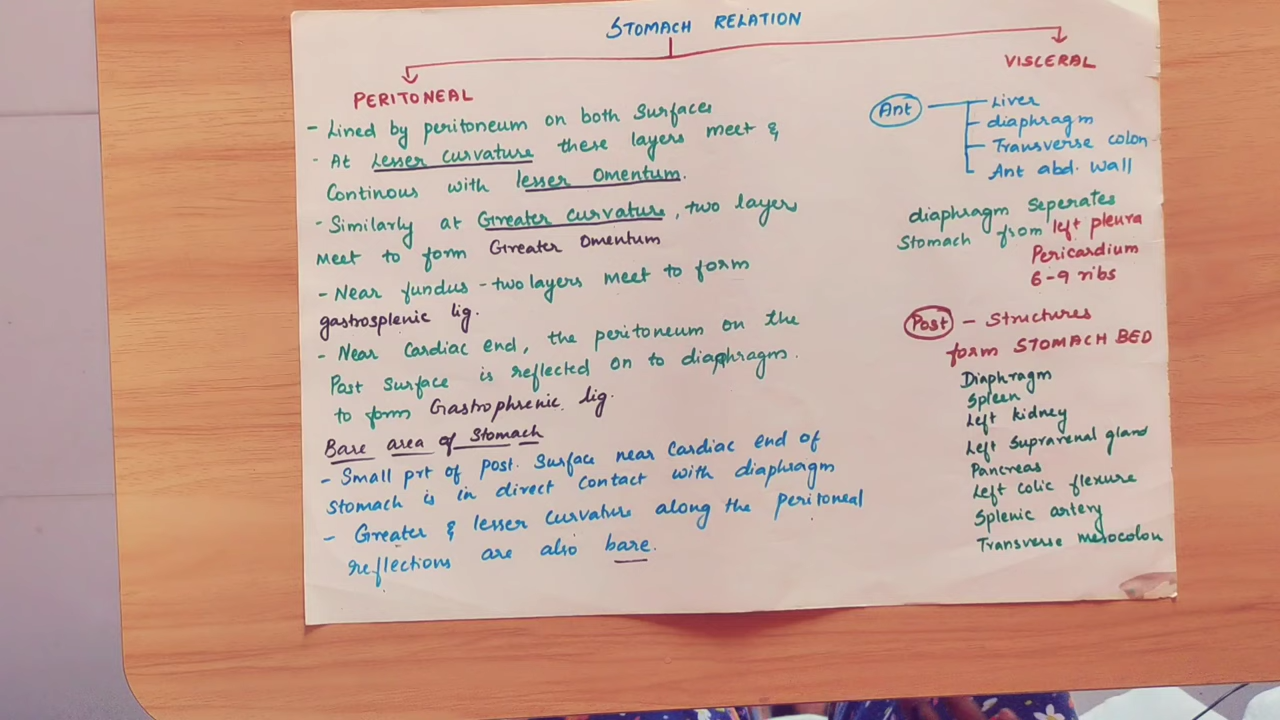 STOMACH RELATION
PERITONEAL
- Lined by peritoneum on both Surfaces
- At Lesser curvature these layers meet &
Continous with lesser Omentum.
- Similarly at Greater curvature, two layers
meet to form Greater Omentum
- Near fundus - two layers meet to form
gastrosplenic lig.
- Near Cardiac end, the peritoneum on the
Post Surface is reflected on to diaphragms.
to form Gastrophrenic lig.
Bare area of Stomach
- Small prt of post. Surface near Cardiac end of
Stomach is in direct contact with diaphragm
- Greater & lesser curvature along the peritoneal
reflections are also bare.
VISCERAL
Ant
- Liver
- diaphragm
- Transverse colon
- Ant abd. wall
diaphragm Seperates
Stomach from left pleura
Pericardium
6-9 ribs
Post - Structures
form STOMACH BED
Diaphragm
Spleen
Left kidney
Left Suprarenal gland
Pancreas
Left colic flexure
Splenic artery
Transverse mesocolon